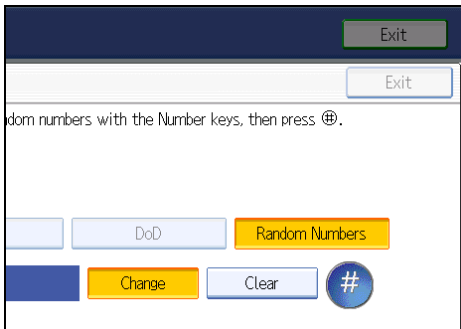 Exit
Exit
dom numbers with the Number keys, then press ⌗.
DoD Random Numbers
Change Clear #